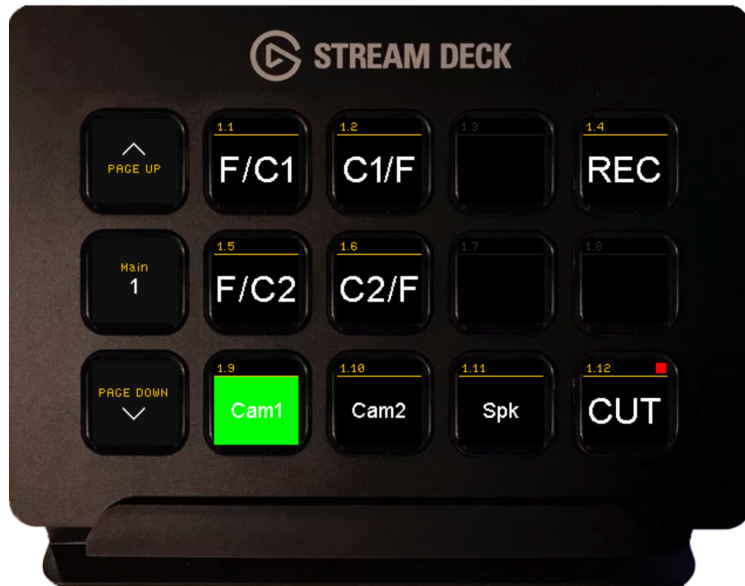 STREAM DECK
PAGE UP
1.1
F/C1
1.2
C1/F
1.3
1.4
REC
Main
1
1.5
F/C2
1.6
C2/F
1.7
1.8
PAGE DOWN
1.9
Cam1
1.10
Cam2
1.11
Spk
1.12
CUT